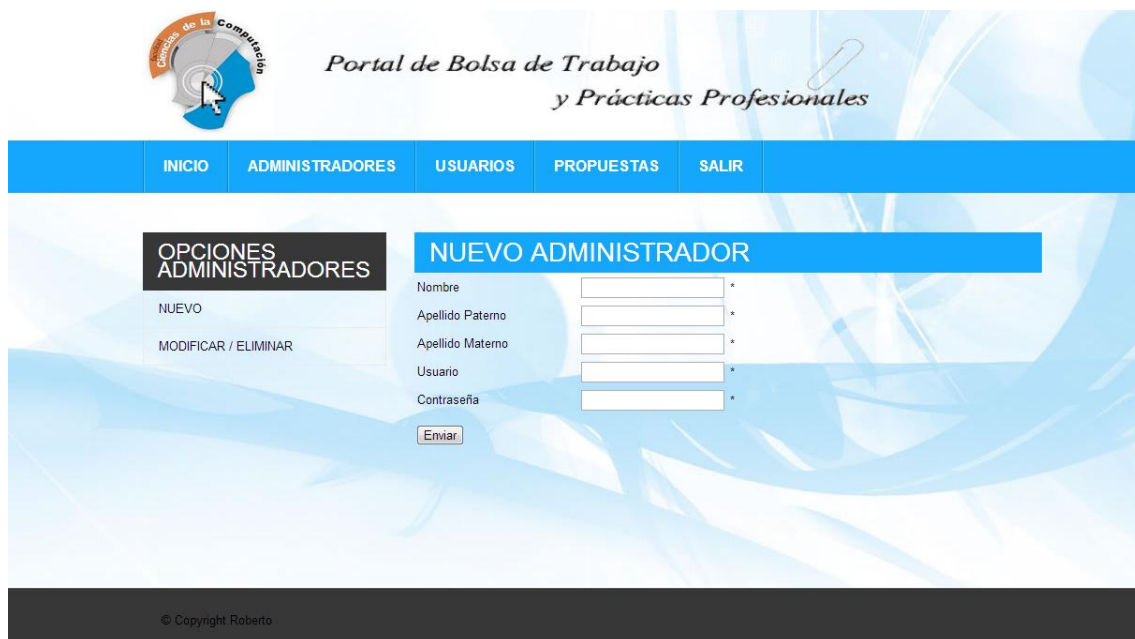 Ciencias de la Computación
Portal de Bolsa de Trabajo
y Prácticas Profesionales
INICIO ADMINISTRADORES USUARIOS PROPUESTAS SALIR
OPCIONES
ADMINISTRADORES
NUEVO
MODIFICAR / ELIMINAR
NUEVO ADMINISTRADOR
Nombre *
Apellido Paterno *
Apellido Materno *
Usuario *
Contraseña *
Enviar
© Copyright Roberto